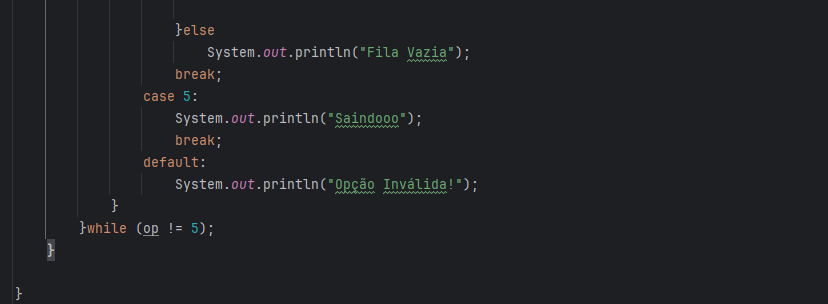 }else
System.out.println("Fila Vazia");
break;
case 5:
System.out.println("Saindooo");
break;
default:
System.out.println("Opção Inválida!");
}
}while (op != 5);
}
}